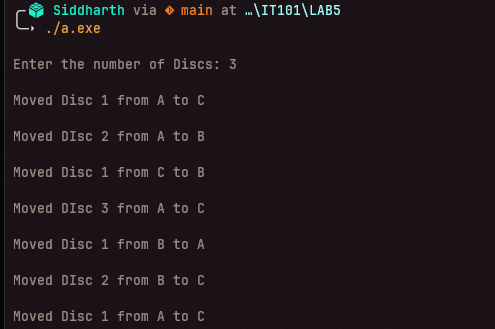 Siddharth via main at …\IT101\LAB5
./a.exe
Enter the number of Discs: 3
Moved Disc 1 from A to C
Moved DIsc 2 from A to B
Moved Disc 1 from C to B
Moved DIsc 3 from A to C
Moved Disc 1 from B to A
Moved DIsc 2 from B to C
Moved Disc 1 from A to C